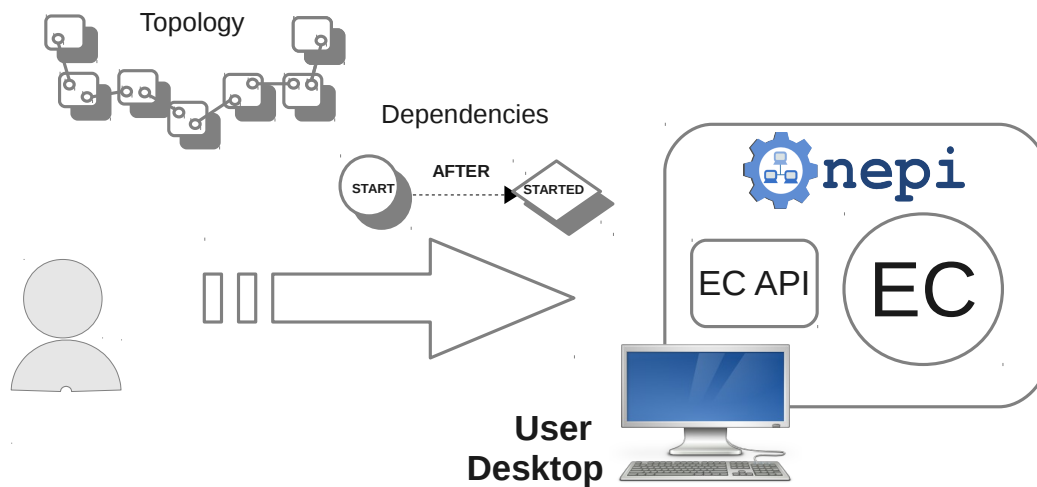 Topology
Dependencies
START
AFTER
STARTED
nepi
EC API
EC
User
Desktop